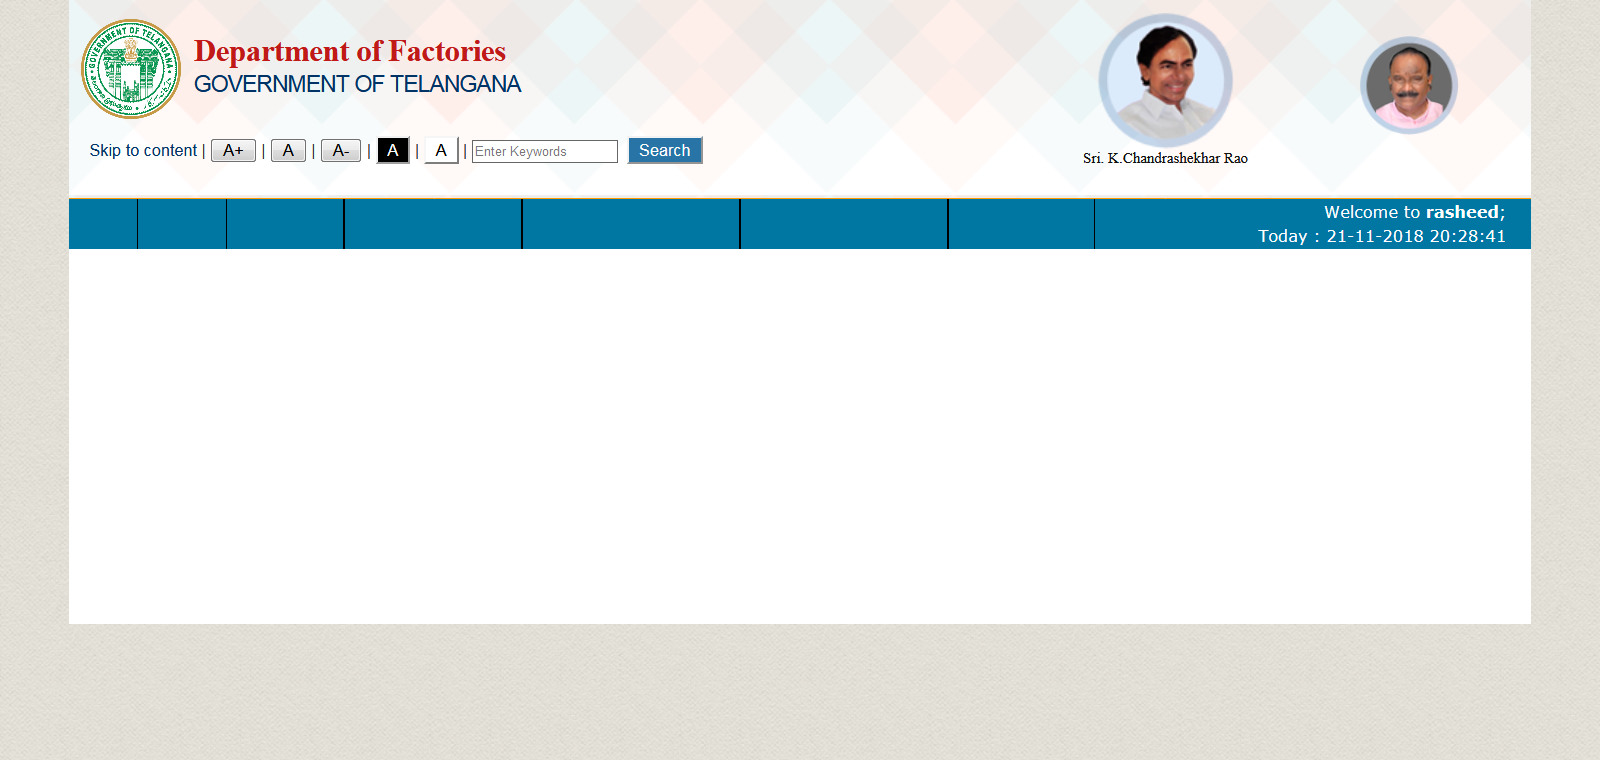 GOVERNMENT OF TELANGANA
Department of Factories
GOVERNMENT OF TELANGANA
Skip to content | A+ | A | A- | A | A | Enter Keywords Search
Sri. K.Chandrashekhar Rao
Welcome to rasheed;
Today : 21-11-2018 20:28:41